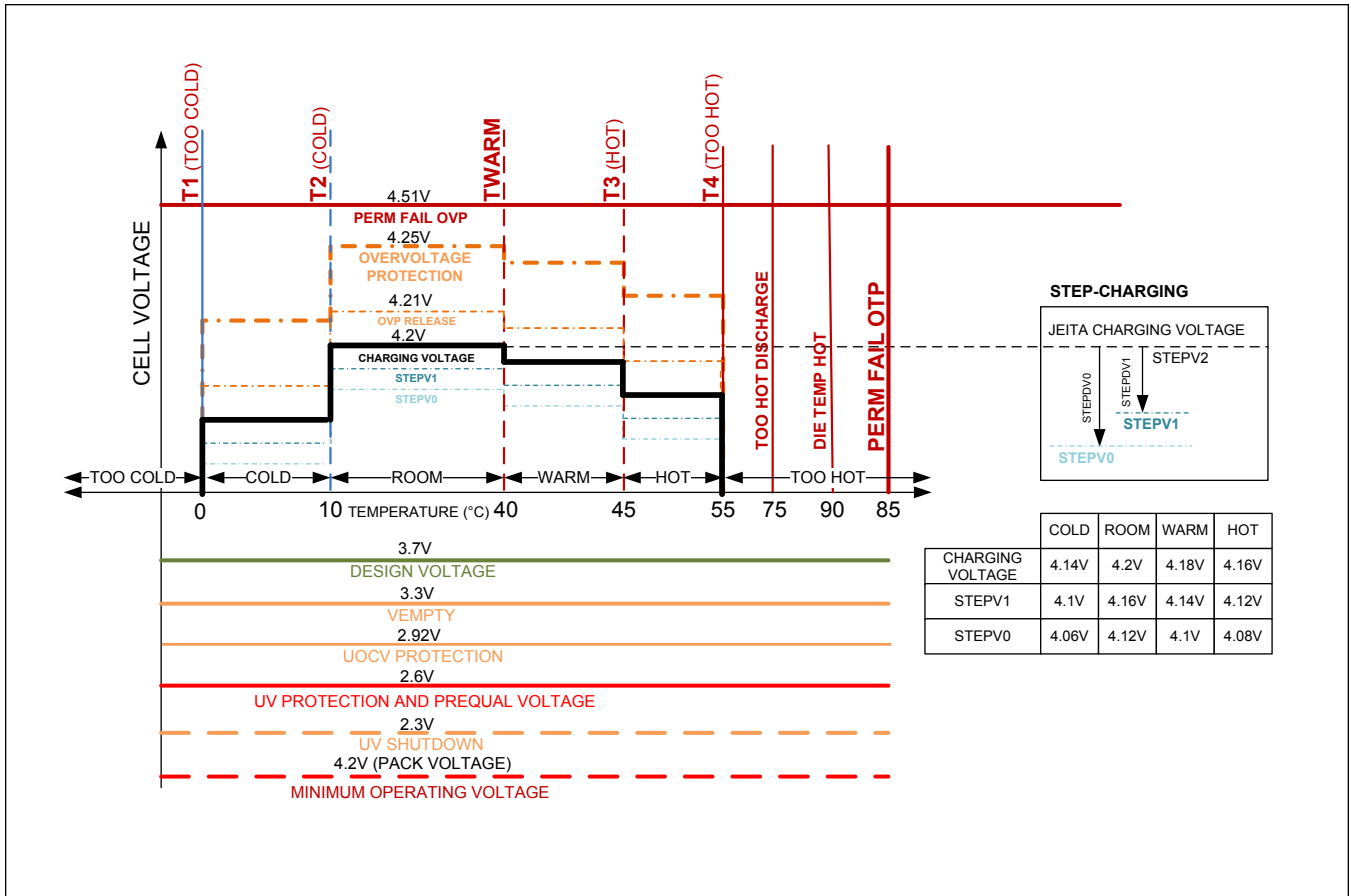 T1 (TOO COLD)
T2 (COLD)
TWARM
T3 (HOT)
T4 (TOO HOT)
CELL VOLTAGE
4.51V
PERM FAIL OVP
4.25V
OVERVOLTAGE
PROTECTION
4.21V
OVP RELEASE
4.2V
CHARGING VOLTAGE
STEPV1
STEPV0
TOO HOT DISCHARGE
DIE TEMP HOT
PERM FAIL OTP
TOO COLD
COLD
ROOM
WARM
HOT
TOO HOT
0
10
TEMPERATURE (°C)
40
45
55
75
90
85
3.7V
DESIGN VOLTAGE
3.3V
VEMPTY
2.92V
UOCV PROTECTION
2.6V
UV PROTECTION AND PREQUAL VOLTAGE
2.3V
UV SHUTDOWN
4.2V (PACK VOLTAGE)
MINIMUM OPERATING VOLTAGE
STEP-CHARGING
JEITA CHARGING VOLTAGE
STEPV2
STEPDV0
STEPDV1
STEPV1
STEPV0
COLD ROOM WARM HOT
CHARGING
VOLTAGE
4.14V 4.2V 4.18V 4.16V
STEPV1 4.1V 4.16V 4.14V 4.12V
STEPV0 4.06V 4.12V 4.1V 4.08V